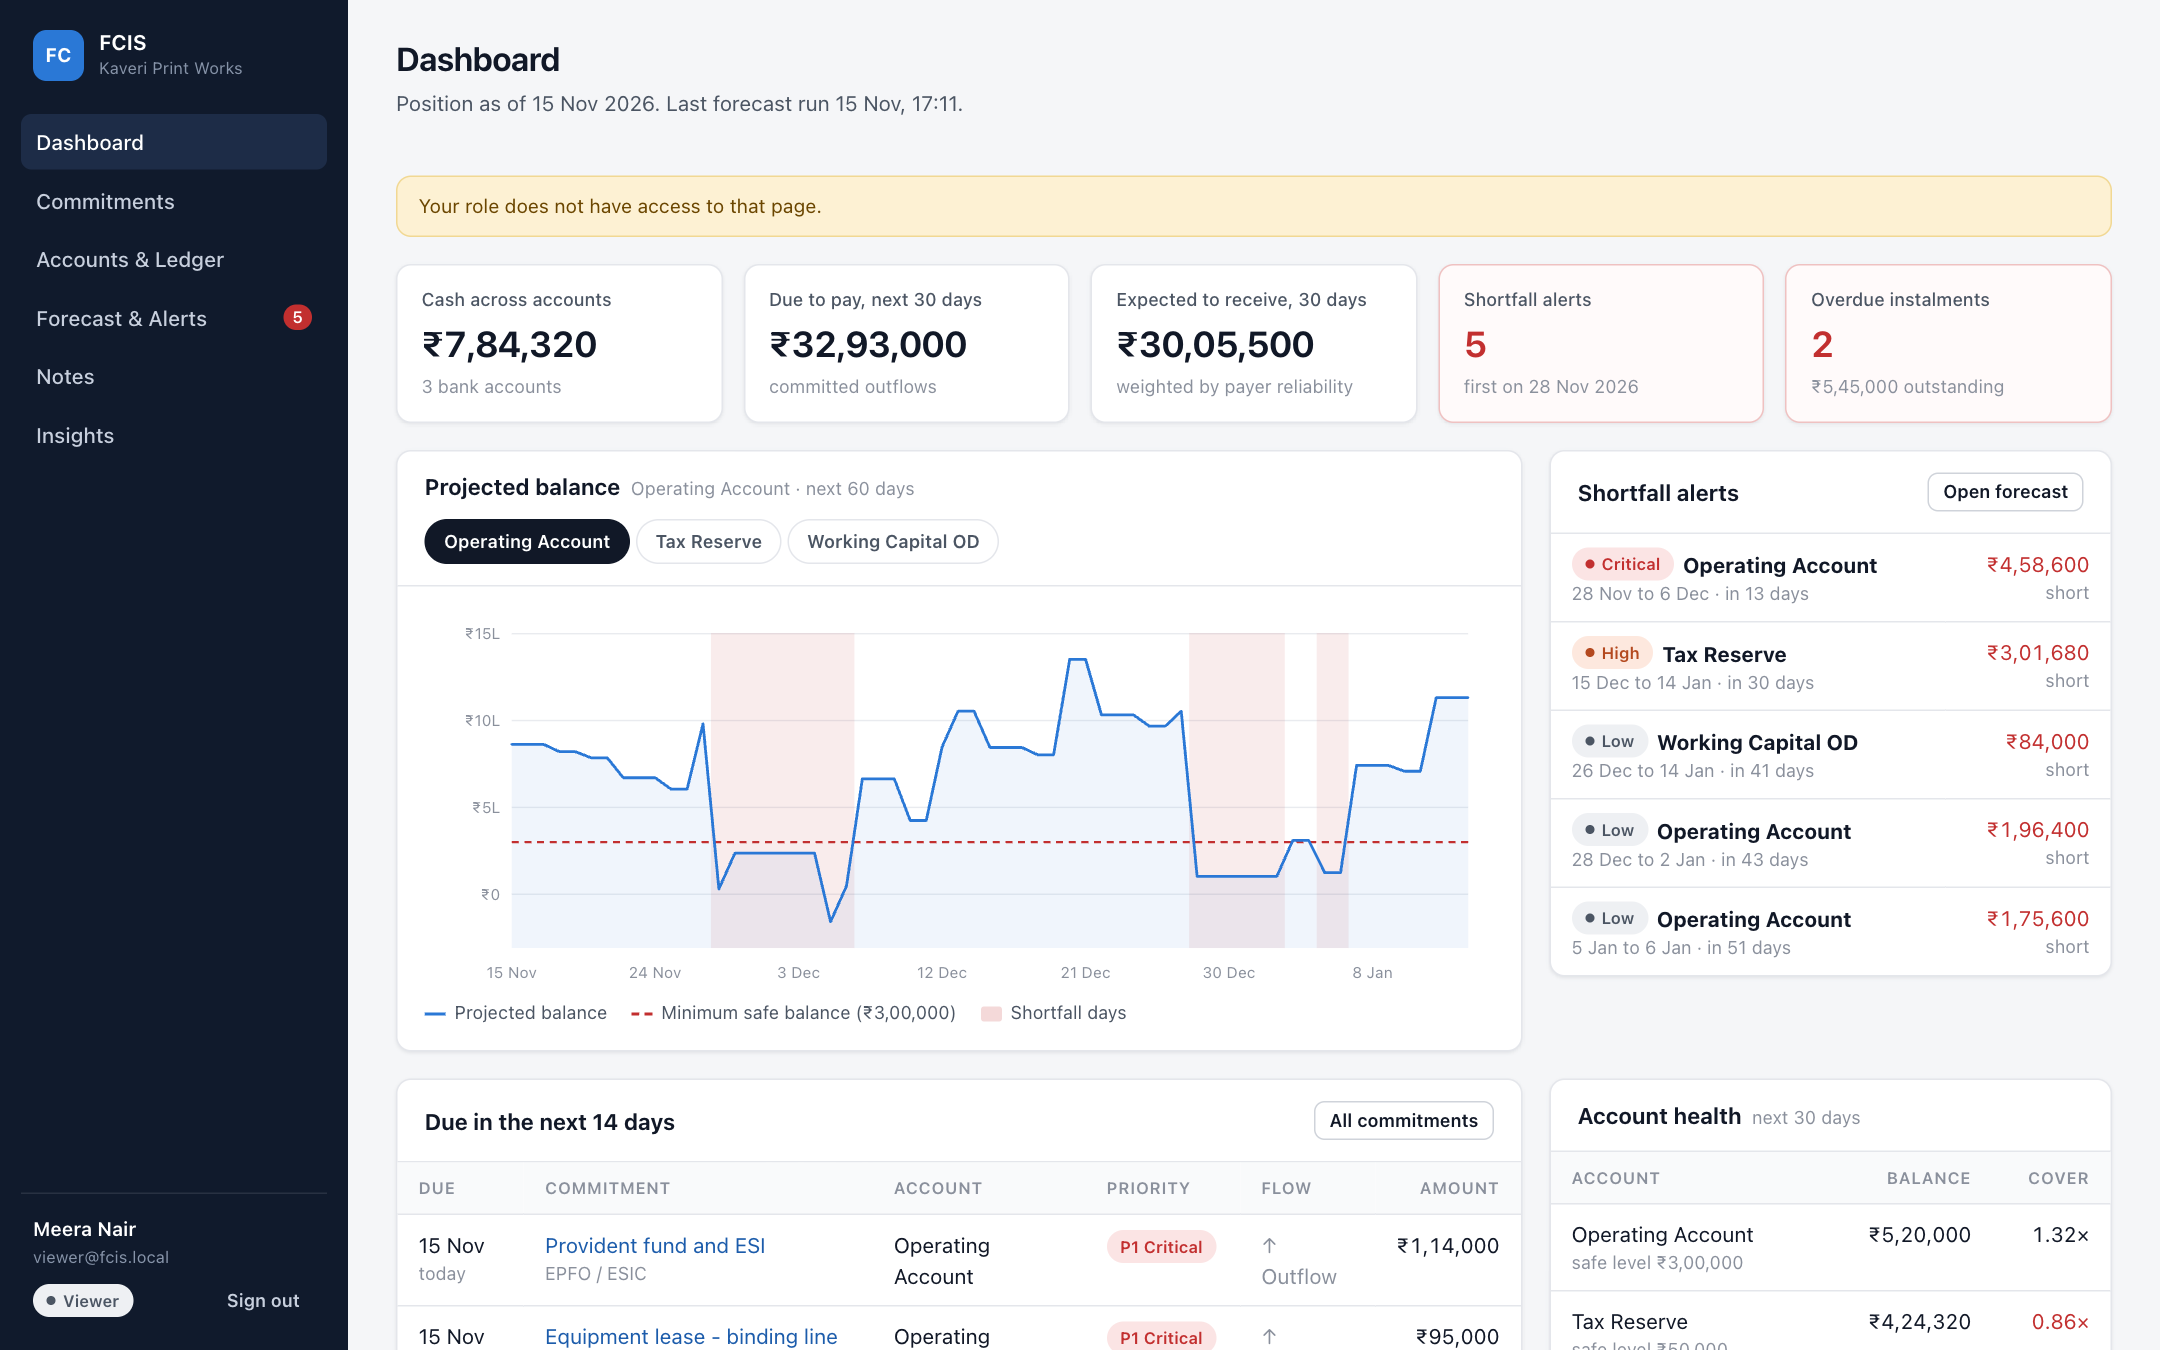 FC
FCIS
Kaveri Print Works
Dashboard
Commitments
Accounts & Ledger
Forecast & Alerts 5
Notes
Insights
Meera Nair
viewer@fcis.local
Viewer
Sign out
Dashboard
Position as of 15 Nov 2026. Last forecast run 15 Nov, 17:11.
Your role does not have access to that page.
Cash across accounts
₹7,84,320
3 bank accounts
Due to pay, next 30 days
₹32,93,000
committed outflows
Expected to receive, 30 days
₹30,05,500
weighted by payer reliability
Shortfall alerts
5
first on 28 Nov 2026
Overdue instalments
2
₹5,45,000 outstanding
Projected balance Operating Account · next 60 days
Operating Account Tax Reserve Working Capital OD
₹15L
₹10L
₹5L
₹0
15 Nov 24 Nov 3 Dec 12 Dec 21 Dec 30 Dec 8 Jan
Projected balance Minimum safe balance (₹3,00,000) Shortfall days
Shortfall alerts Open forecast
Critical Operating Account ₹4,58,600
28 Nov to 6 Dec · in 13 days short
High Tax Reserve ₹3,01,680
15 Dec to 14 Jan · in 30 days short
Low Working Capital OD ₹84,000
26 Dec to 14 Jan · in 41 days short
Low Operating Account ₹1,96,400
28 Dec to 2 Jan · in 43 days short
Low Operating Account ₹1,75,600
5 Jan to 6 Jan · in 51 days short
Due in the next 14 days All commitments
DUE COMMITMENT ACCOUNT PRIORITY FLOW AMOUNT
15 Nov Provident fund and ESI Operating P1 Critical ↑ ₹1,14,000
today EPFO / ESIC Account Outflow
15 Nov Equipment lease - binding line Operating P1 Critical ↑ ₹95,000
Account health next 30 days
ACCOUNT BALANCE COVER
Operating Account ₹5,20,000 1.32×
safe level ₹3,00,000
Tax Reserve ₹4,24,320 0.86×
safe level ₹50,000